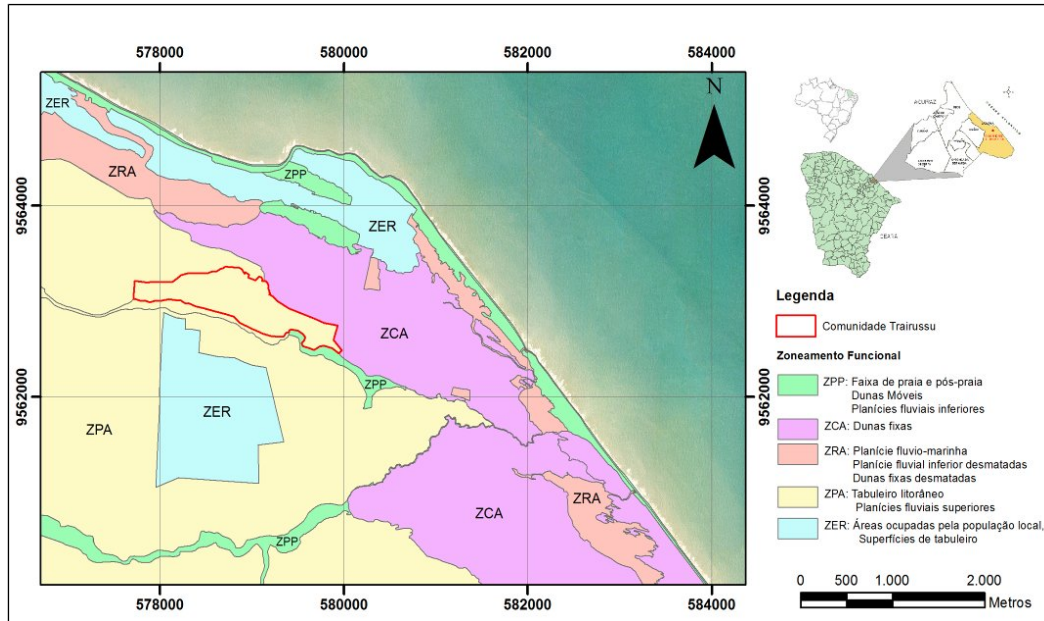 578000
580000
582000
584000
N
ZER
ZRA
ZPP
ZER
9564000
9564000
ZCA
ZPP
9562000
9562000
ZER
ZPA
ZCA
ZRA
ZPP
578000
580000
582000
584000
AQUIRAZ
CEARÁ
Legenda
Comunidade Trairussu
Zoneamento Funcional
ZPP: Faixa de praia e pós-praia
Dunas Móveis
Planícies fluviais inferiores
ZCA: Dunas fixas
ZRA: Planície fluvio-marinha
Planície fluvial inferior desmatadas
Dunas fixas desmatadas
ZPA: Tabuleiro litorâneo
Planícies fluviais superiores
ZER: Áreas ocupadas pela população local,
Superfícies de tabuleiro
0 500 1.000 2.000
Metros